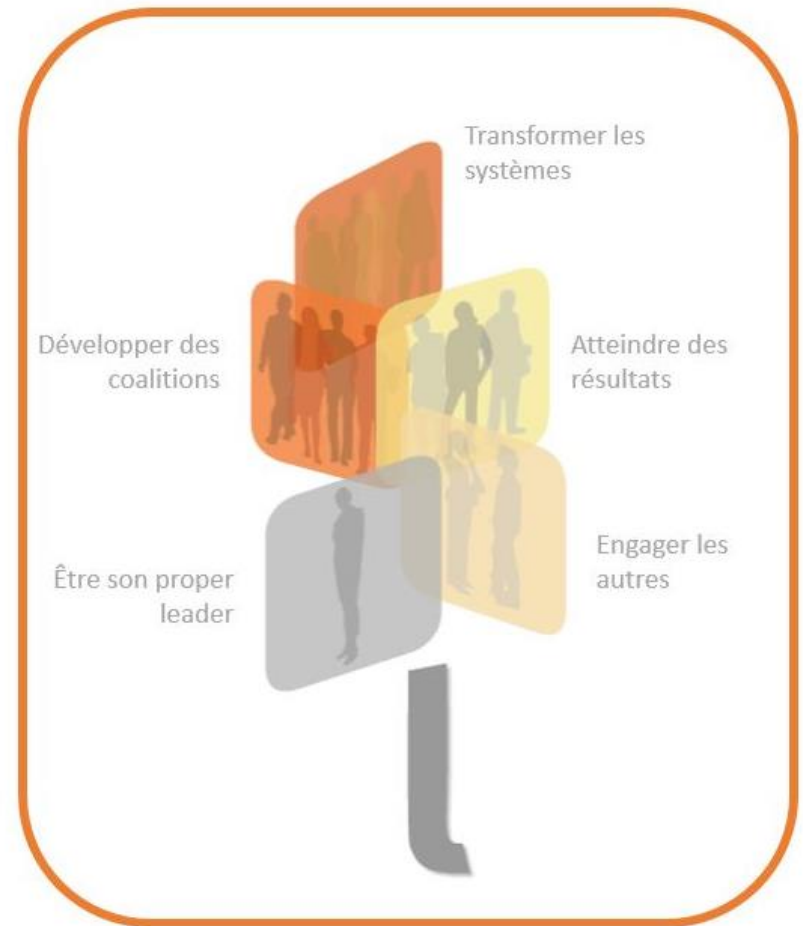 Transformer les
systèmes
Développer des
coalitions
Atteindre des
résultats
Engager les
autres
Être son proper
leader